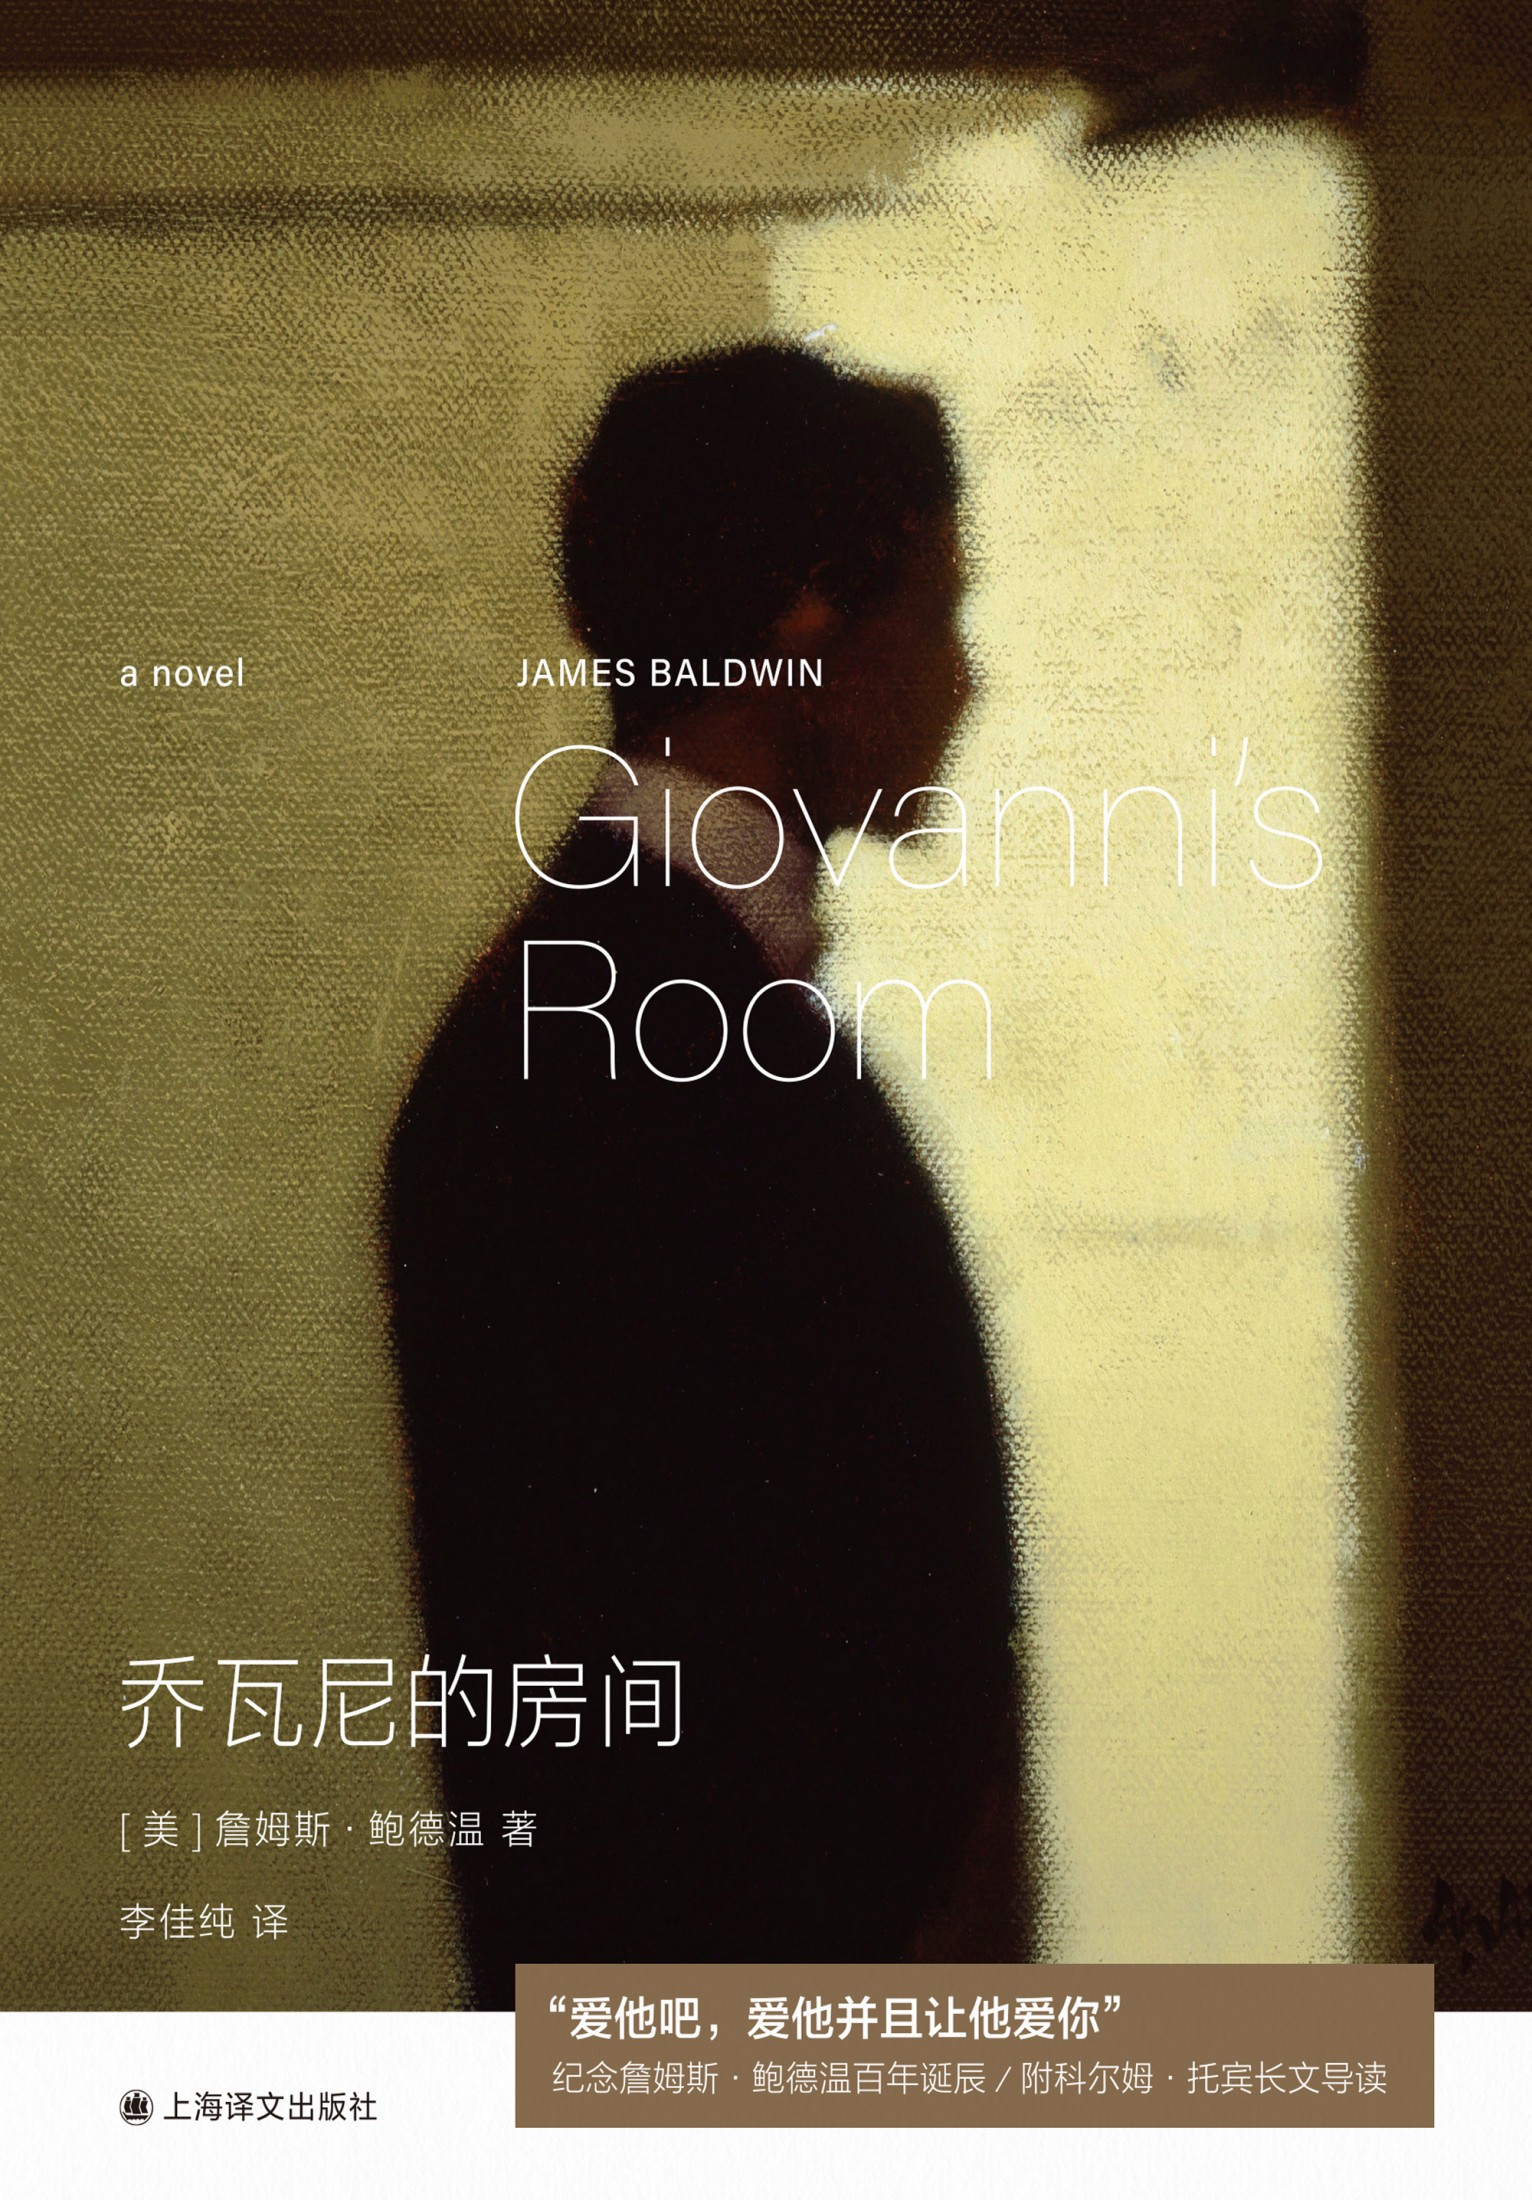 a novel
JAMES BALDWIN
Giovanni's
Room
乔瓦尼的房间
[ 美 ] 詹姆斯 · 鲍德温 著
李佳纯 译
“爱他吧，爱他并且让他爱你”
纪念詹姆斯 · 鲍德温百年诞辰 / 附科尔姆 · 托宾长文导读
上海译文出版社